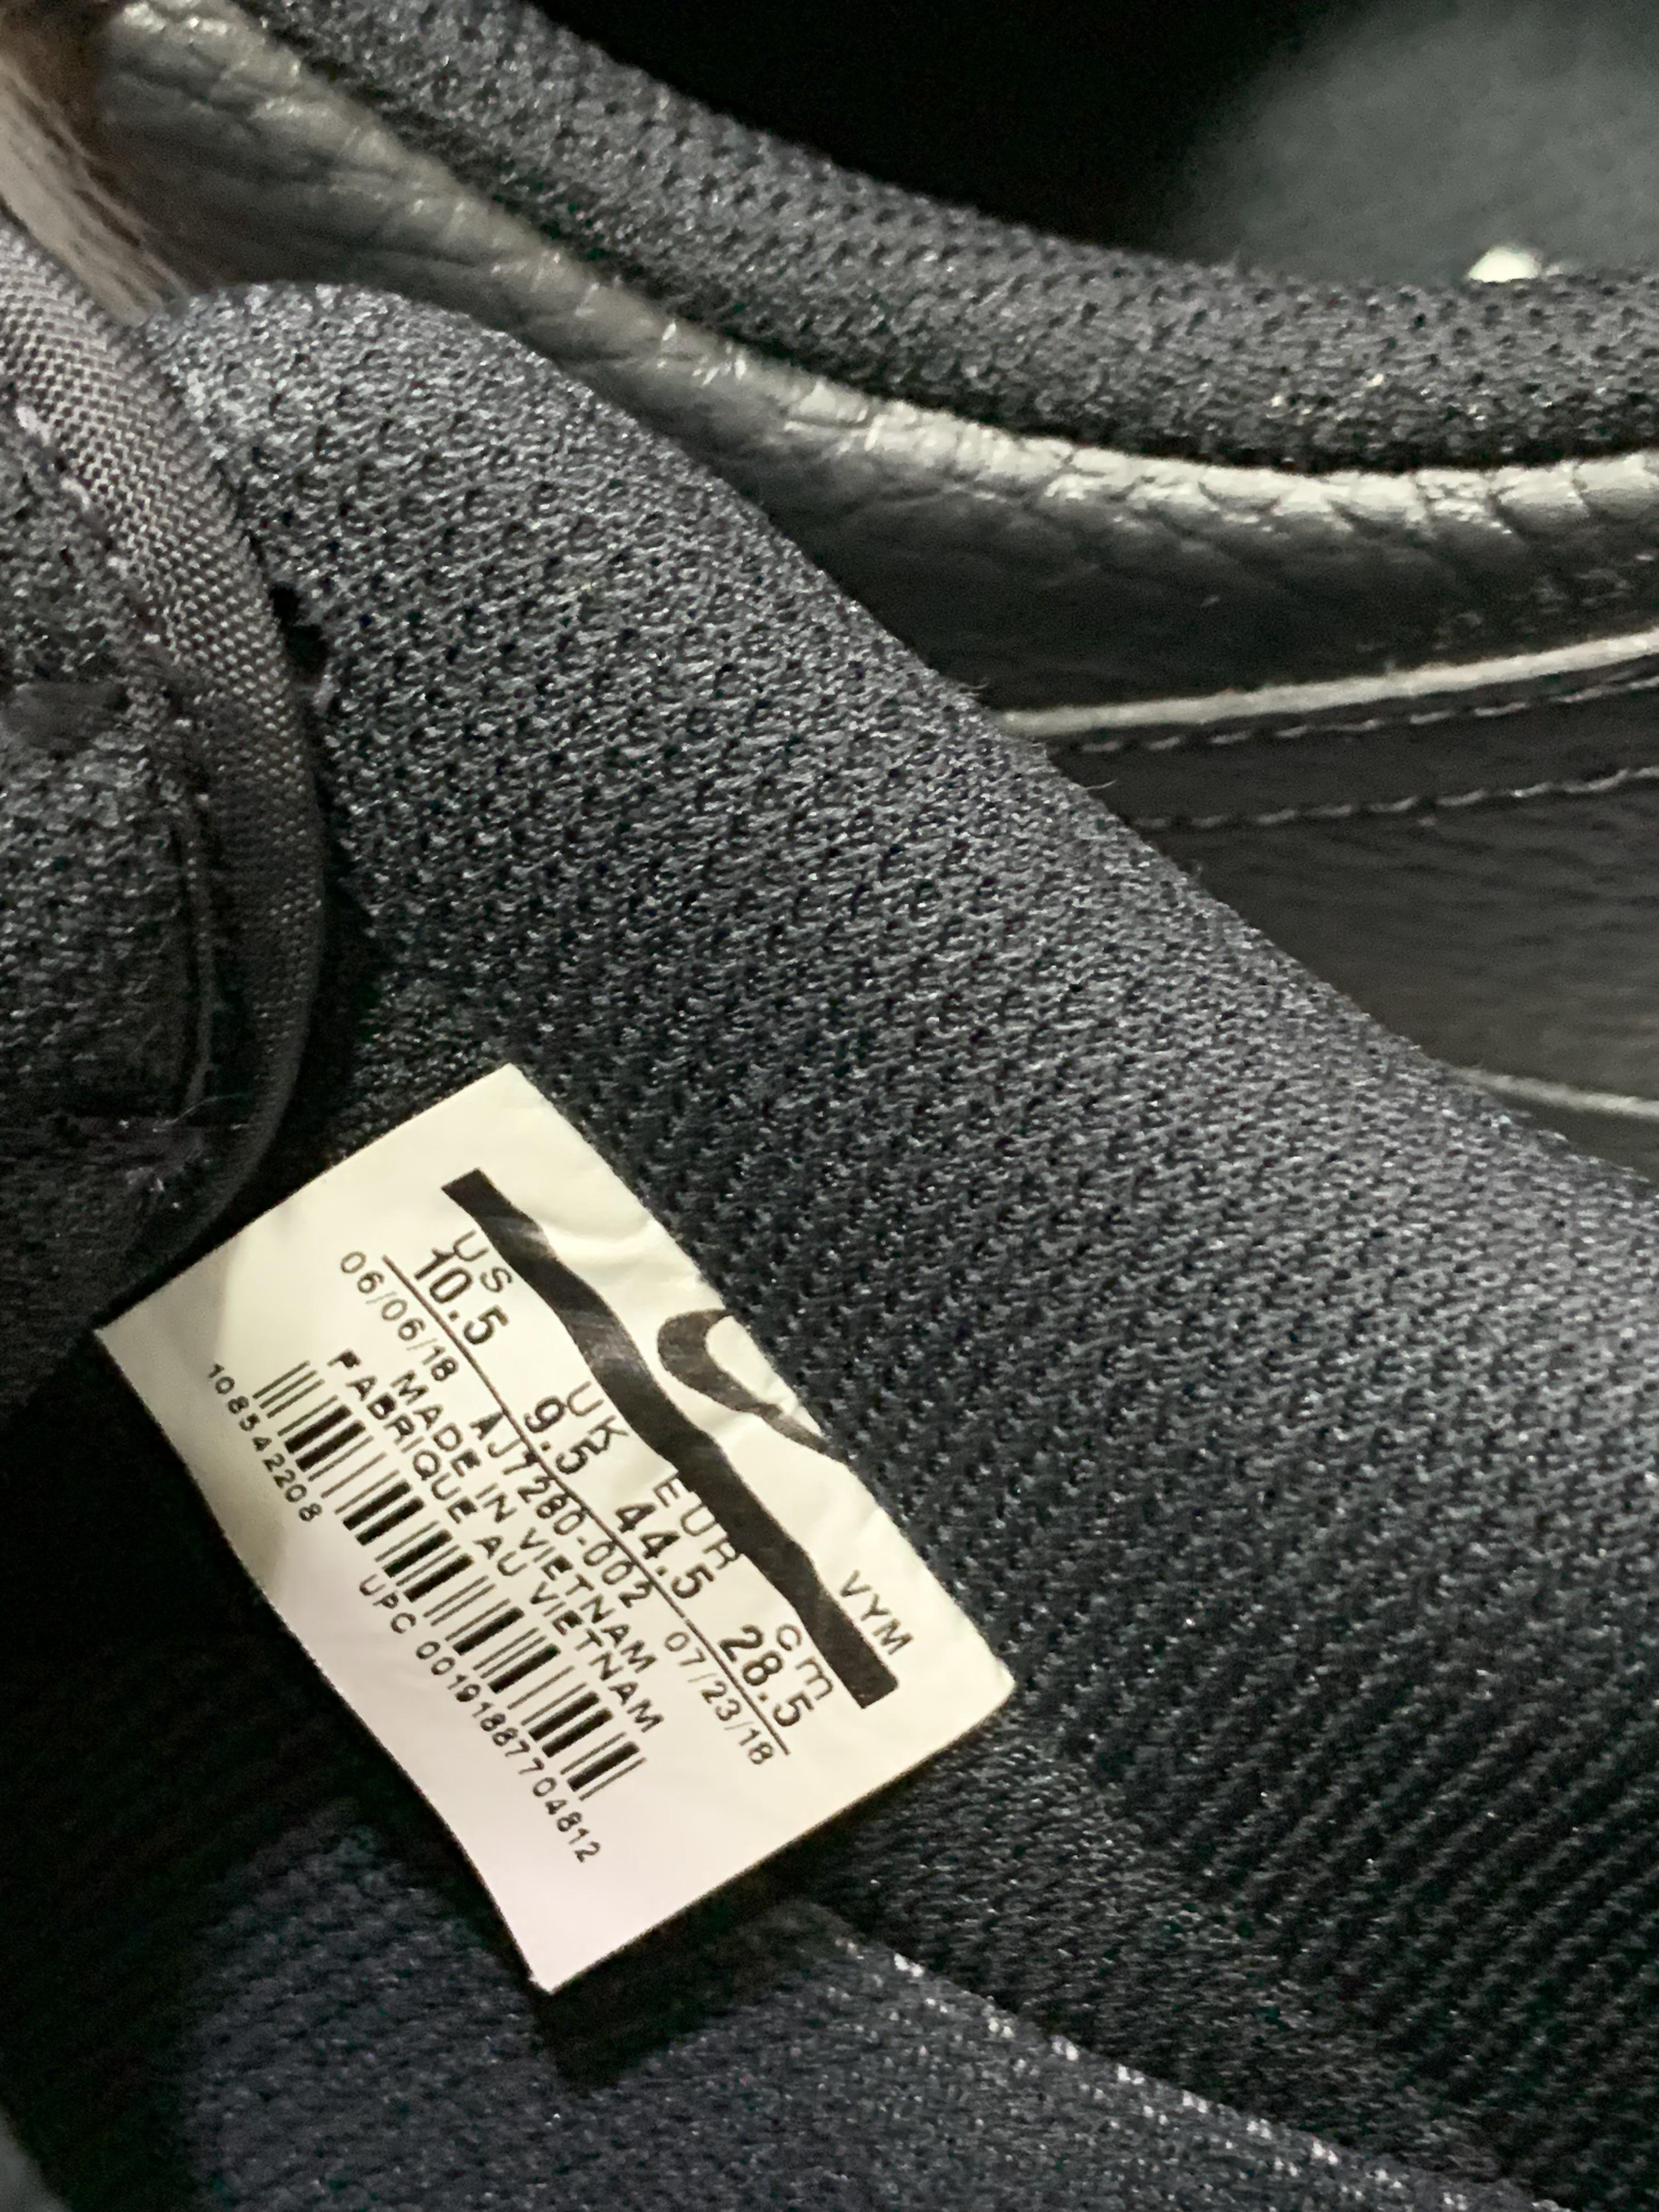 VYM
US UK EUR cm
10.5 9.5 44.5 28.5
06/06/18 AJ7280-002 07/23/18
MADE IN VIETNAM
FABRIQUE AU VIETNAM
1085422208 UPC 00191887704812